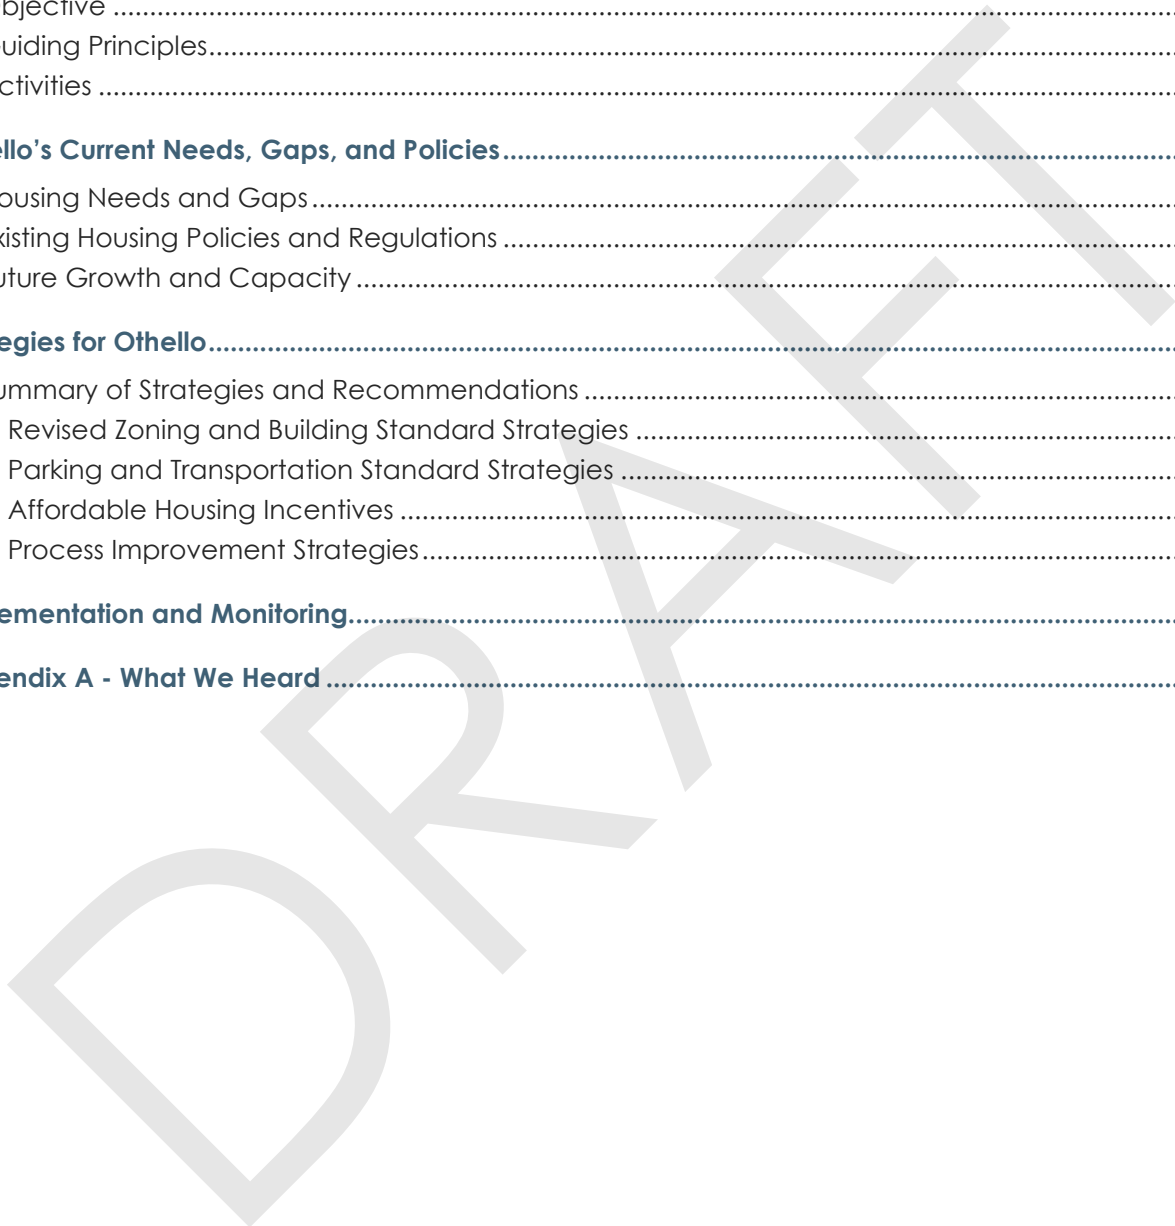 bjective ........................................................................
uiding Principles........................................................................
ctivities ........................................................................
ello's Current Needs, Gaps, and Policies........................................................................
ousing Needs and Gaps........................................................................
xisting Housing Policies and Regulations ........................................................................
uture Growth and Capacity ........................................................................
egies for Othello........................................................................
ummary of Strategies and Recommendations ........................................................................
Revised Zoning and Building Standard Strategies ........................................................................
Parking and Transportation Standard Strategies ........................................................................
Affordable Housing Incentives ........................................................................
Process Improvement Strategies........................................................................
ementation and Monitoring........................................................................
endix A - What We Heard ........................................................................
DRAFT